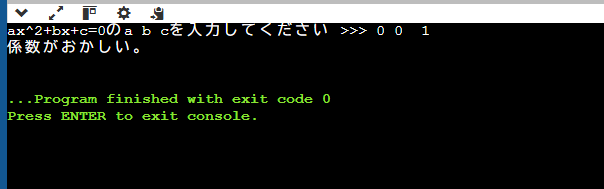 ax^2+bx+c=0のa b cを入力してください >>> 0 0  1
係数がおかしい。
...Program finished with exit code 0
Press ENTER to exit console.